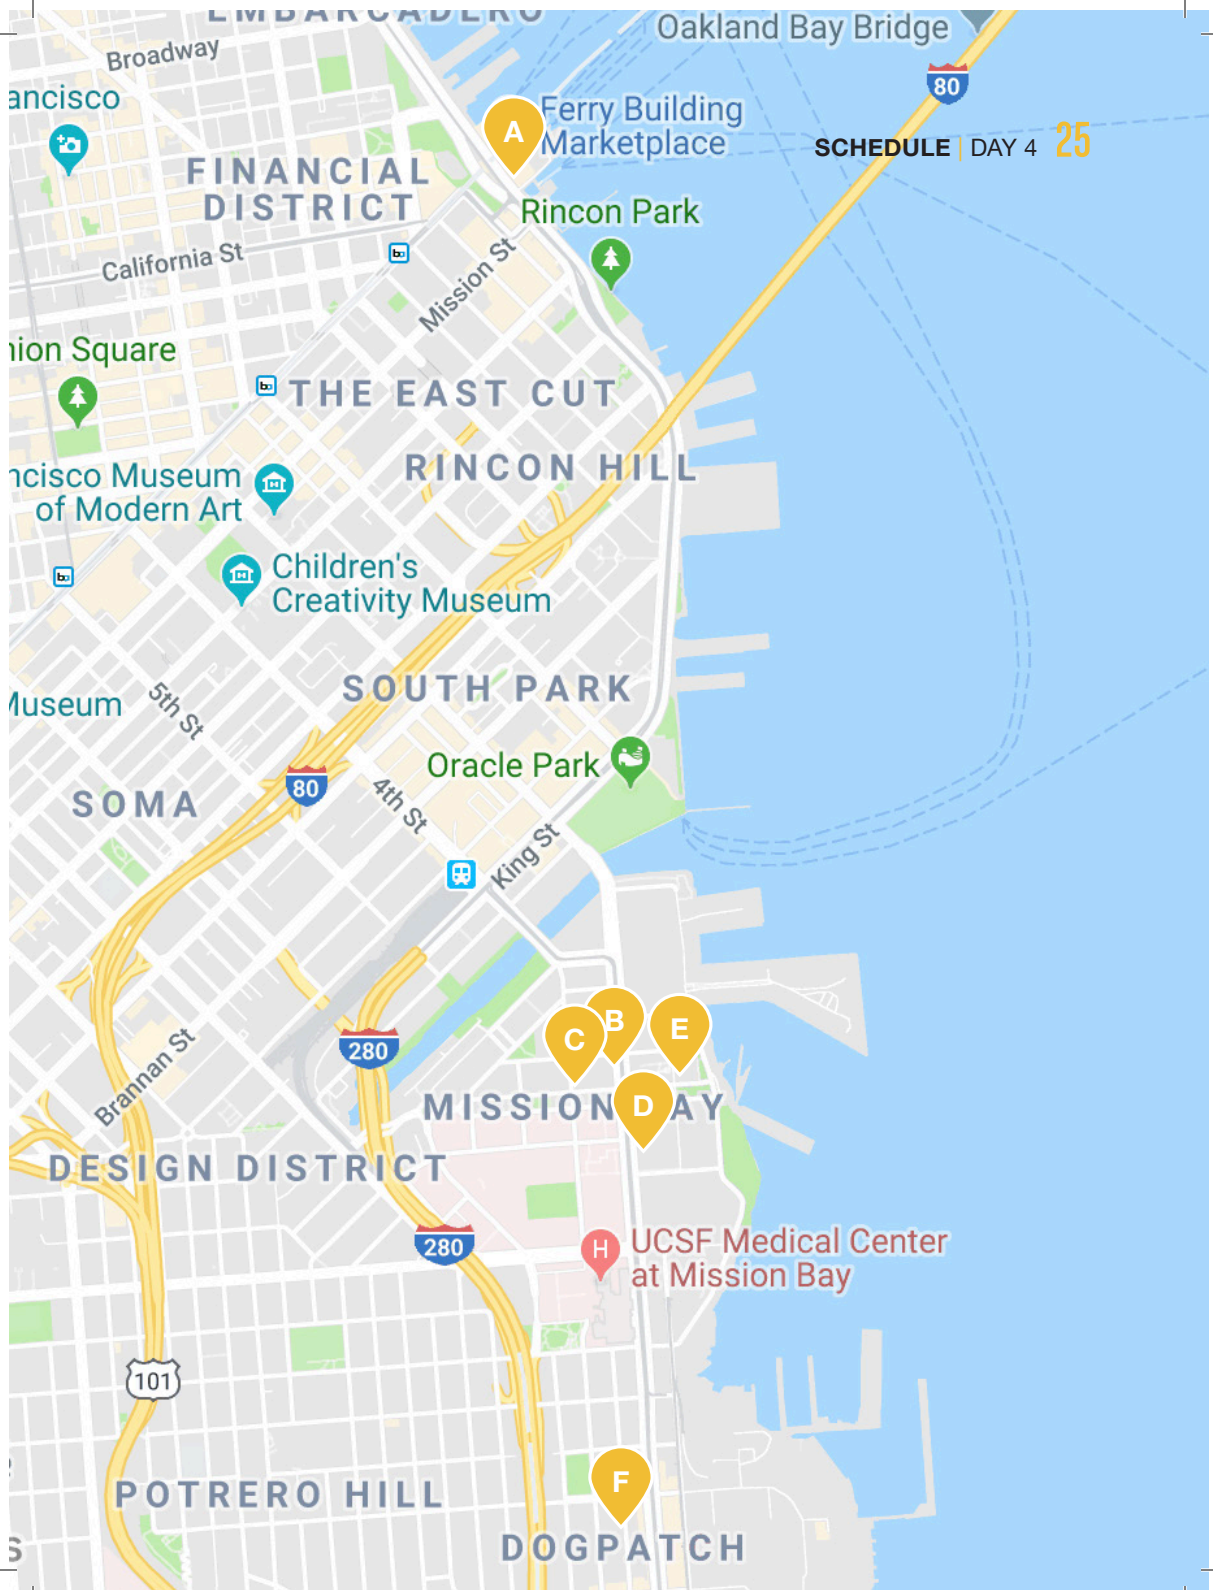 EMBARCADERO
Oakland Bay Bridge
Broadway
80
ancisco
A
Ferry Building
Marketplace
SCHEDULE | DAY 4 25
FINANCIAL
DISTRICT
Rincon Park
California St
Mission St
nion Square
THE EAST CUT
RINCON HILL
ncisco Museum
of Modern Art
Children's
Creativity Museum
SOUTH PARK
5th St
Museum
Oracle Park
80
4th St
SOMA
King St
B
C
E
280
Brannan St
MISSION
D
AY
DESIGN DISTRICT
280
H
UCSF Medical Center
at Mission Bay
101
F
POTRERO HILL
DOGPATCH
S